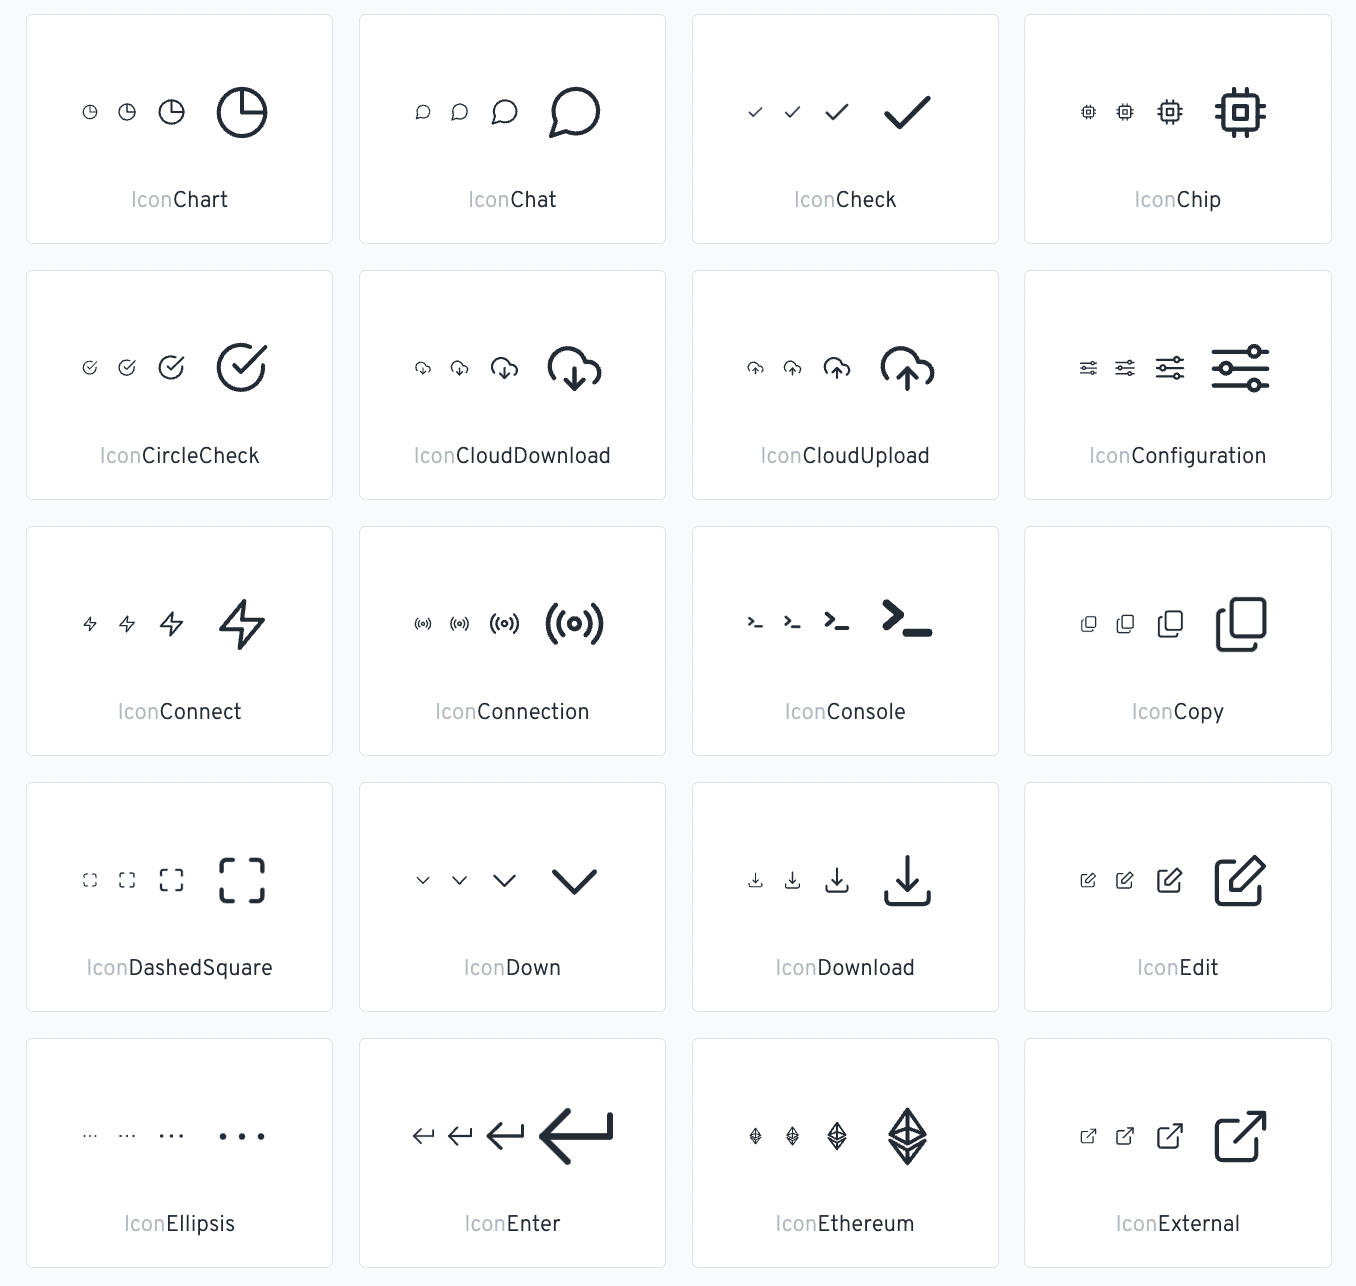 IconChart
IconChat
IconCheck
IconChip
IconCircleCheck
IconCloudDownload
IconCloudUpload
IconConfiguration
IconConnect
IconConnection
IconConsole
IconCopy
IconDashedSquare
IconDown
IconDownload
IconEdit
IconEllipsis
IconEnter
IconEthereum
IconExternal